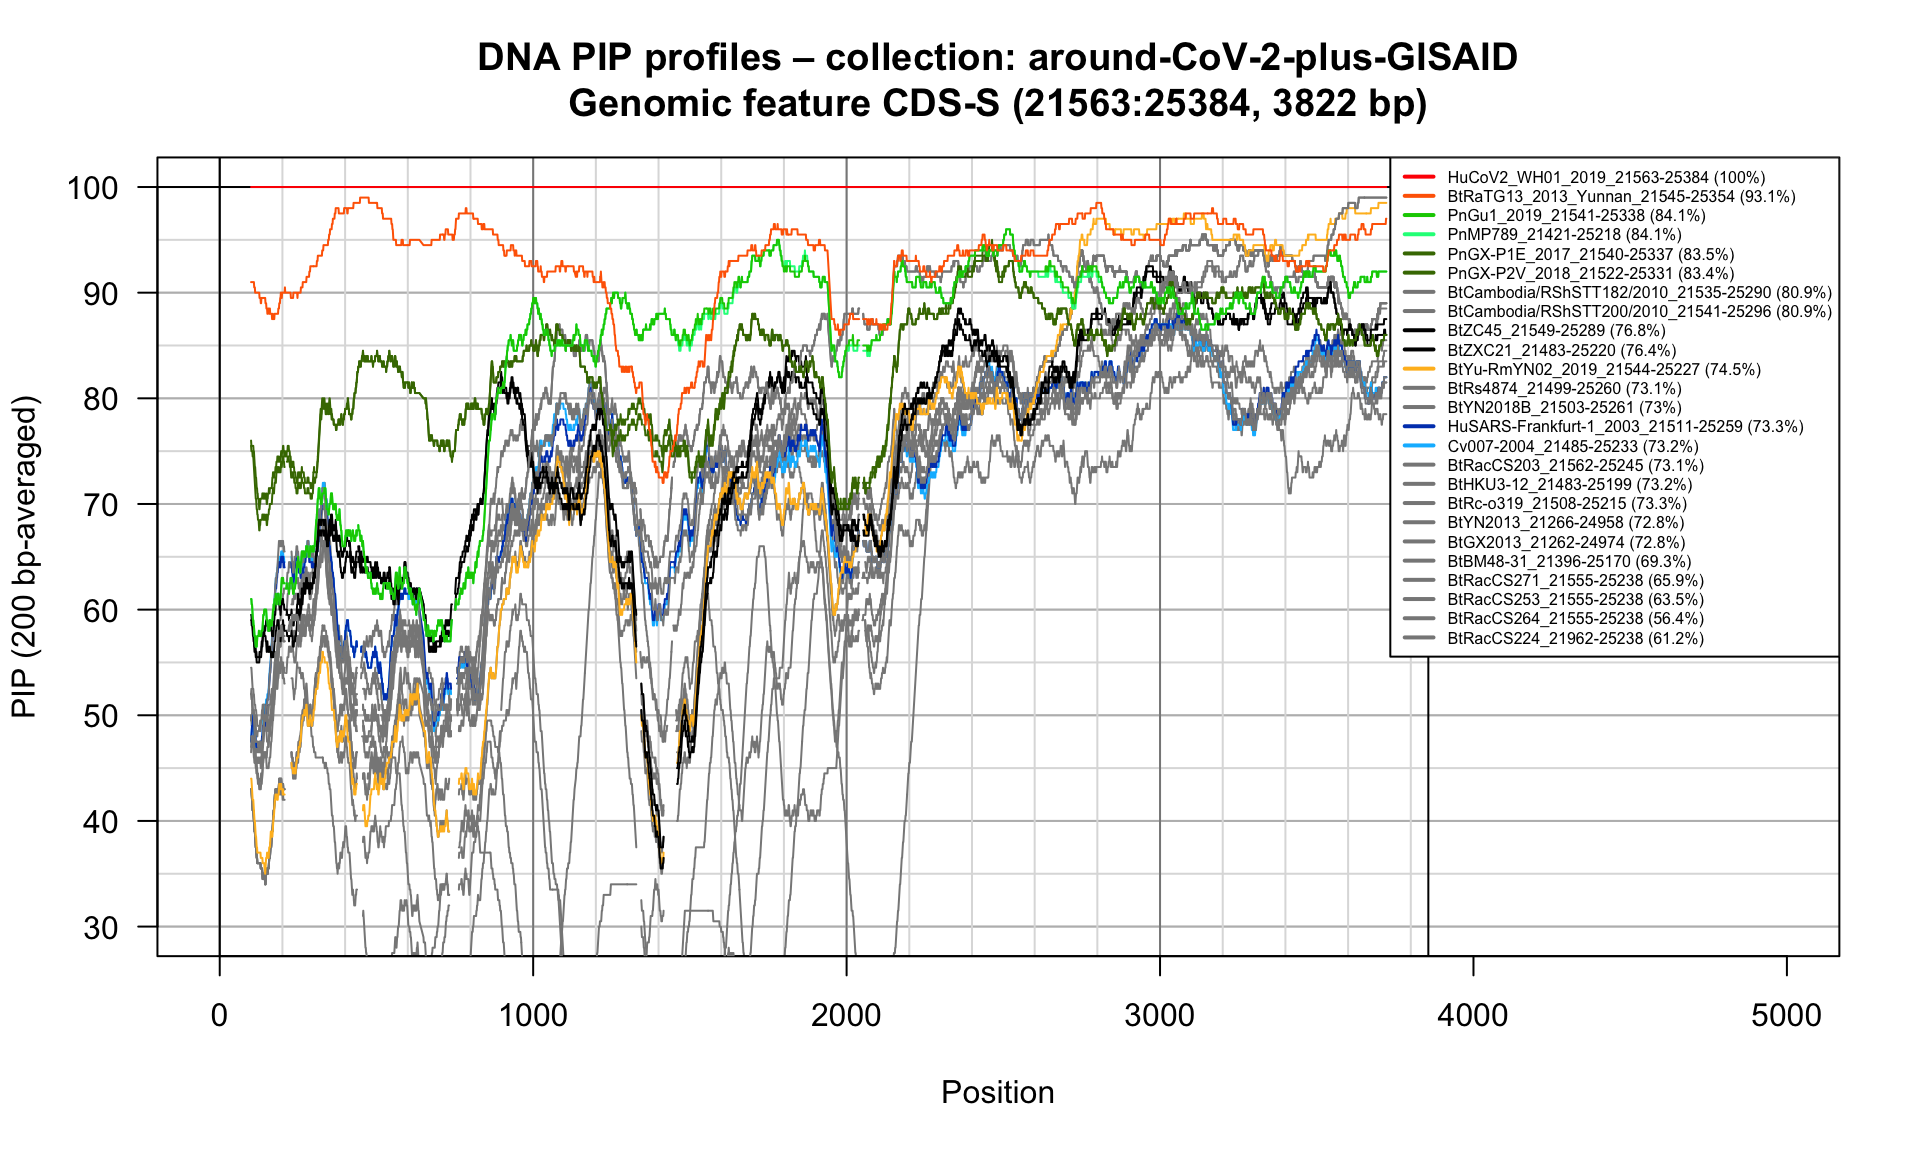 DNA PIP profiles – collection: around-CoV-2-plus-GISAID
Genomic feature CDS-S (21563:25384, 3822 bp)
PIP (200 bp-averaged)
100
90
80
70
60
50
40
30
HuCoV2_WH01_2019_21563-25384 (100%)
BtRaTG13_2013_Yunnan_21545-25354 (93.1%)
PnGu1_2019_21541-25338 (84.1%)
PnMP789_21421-25218 (84.1%)
PnGX-P1E_2017_21540-25337 (83.5%)
PnGX-P2V_2018_21522-25331 (83.4%)
BtCambodia/RShSTT182/2010_21535-25290 (80.9%)
BtCambodia/RShSTT200/2010_21541-25296 (80.9%)
BtZC45_21549-25289 (76.8%)
BtZXC21_21483-25220 (76.4%)
BtYu-RmYN02_2019_21544-25227 (74.5%)
BtRs4874_21499-25260 (73.1%)
BtYN2018B_21503-25261 (73%)
HuSARS-Frankfurt-1_2003_21511-25259 (73.3%)
Cv007-2004_21485-25233 (73.2%)
BtRacCS203_21562-25245 (73.1%)
BtHKU3-12_21483-25199 (73.2%)
BtRc-o319_21508-25215 (73.3%)
BtYN2013_21266-24958 (72.8%)
BtGX2013_21262-24974 (72.8%)
BtBM48-31_21396-25170 (69.3%)
BtRacCS271_21555-25238 (65.9%)
BtRacCS253_21555-25238 (63.5%)
BtRacCS264_21555-25238 (56.4%)
BtRacCS224_21962-25238 (61.2%)
0 1000 2000 3000 4000 5000
Position